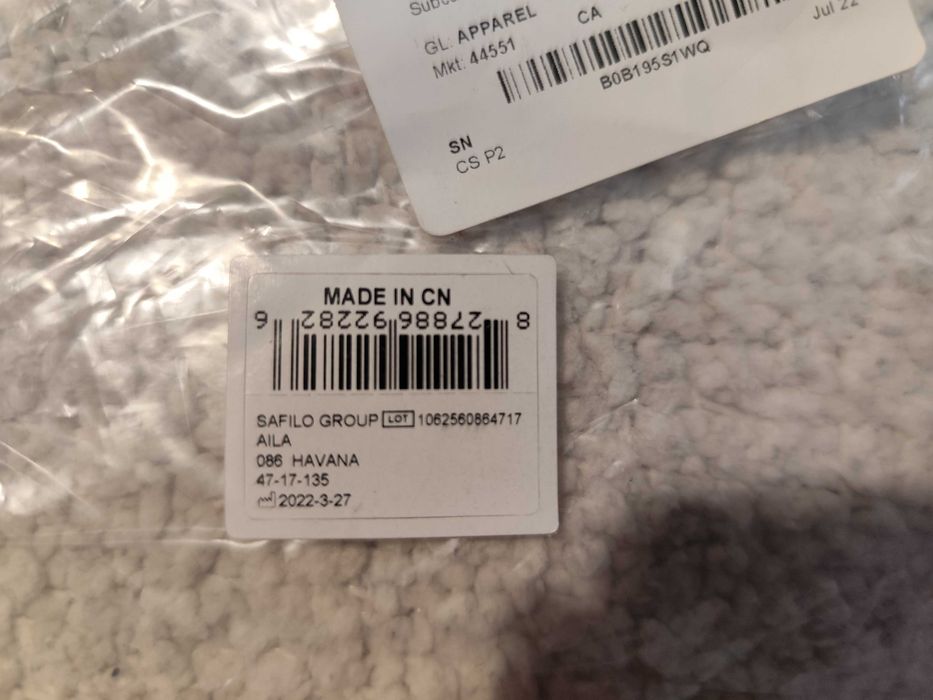 Subca
GL: APPAREL CA
Mkt: 44551
Jul 22
B0B195S1WQ
SN
CS P2
MADE IN CN
8 27886 92282 6
SAFILO GROUP LOT 1062560864717
AILA
086 HAVANA
47-17-135
2022-3-27